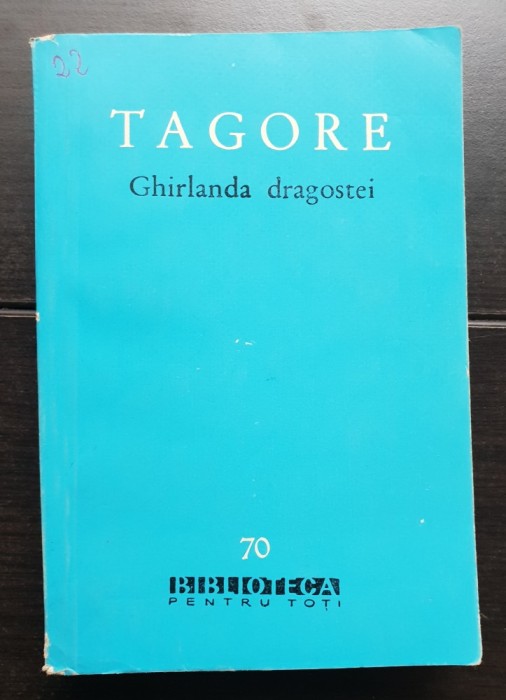 22
TAGORE
Ghirlanda dragostei
70
BIBLIOTECA
PENTRU TOȚI